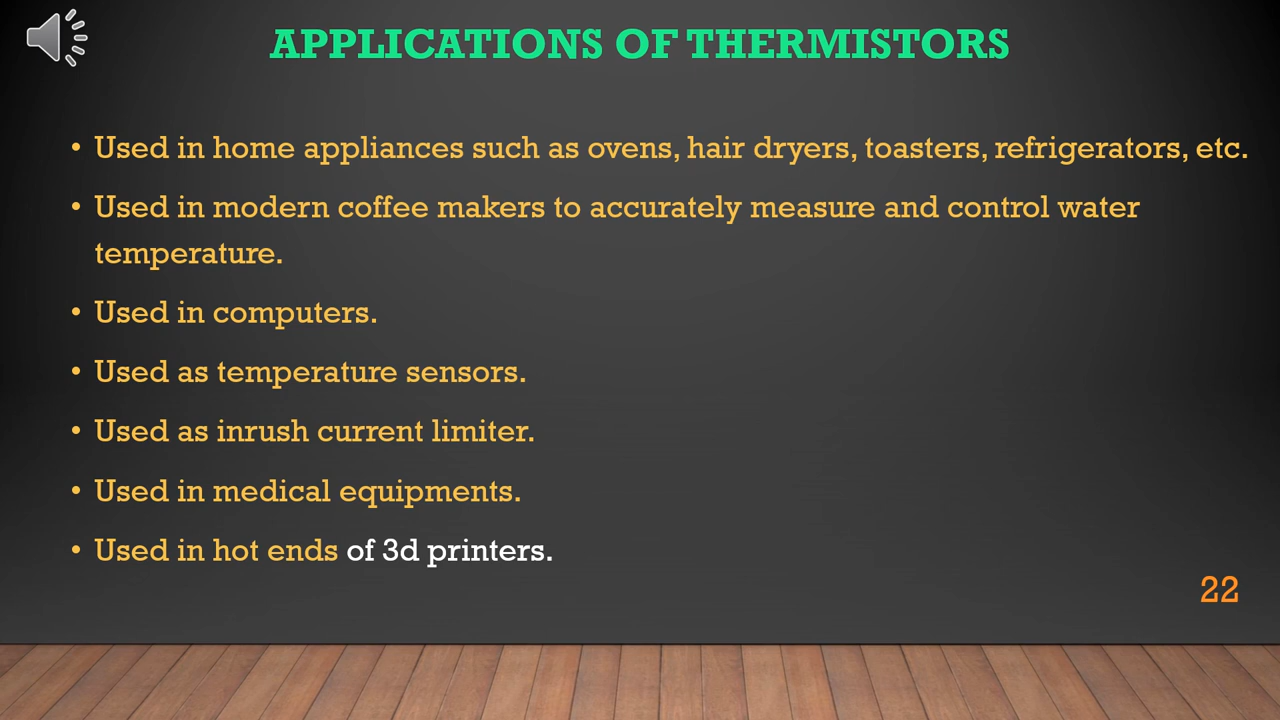 APPLICATIONS OF THERMISTORS
• Used in home appliances such as ovens, hair dryers, toasters, refrigerators, etc.
• Used in modern coffee makers to accurately measure and control water
temperature.
• Used in computers.
• Used as temperature sensors.
• Used as inrush current limiter.
• Used in medical equipments.
• Used in hot ends of 3d printers.
22